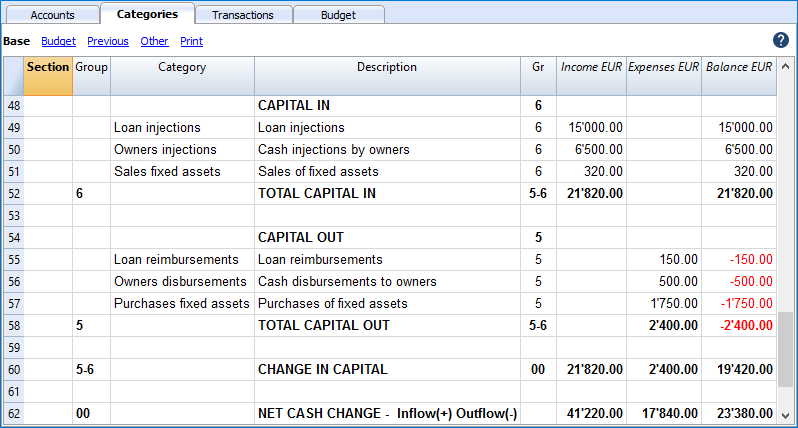 Accounts Categories Transactions Budget
Base Budget Previous Other Print ?
Section Group Category Description Gr Income EUR Expenses EUR Balance EUR
48 CAPITAL IN 6
49 Loan injections Loan injections 6 15'000.00 15'000.00
50 Owners injections Cash injections by owners 6 6'500.00 6'500.00
51 Sales fixed assets Sales of fixed assets 6 320.00 320.00
52 6 TOTAL CAPITAL IN 5-6 21'820.00 21'820.00
53
54 CAPITAL OUT 5
55 Loan reimbursements Loan reimbursements 5 150.00 -150.00
56 Owners disbursements Cash disbursements to owners 5 500.00 -500.00
57 Purchases fixed assets Purchases of fixed assets 5 1'750.00 -1'750.00
58 5 TOTAL CAPITAL OUT 5-6 2'400.00 -2'400.00
59
60 5-6 CHANGE IN CAPITAL 00 21'820.00 2'400.00 19'420.00
61
62 00 NET CASH CHANGE - Inflow(+) Outflow(-) 41'220.00 17'840.00 23'380.00